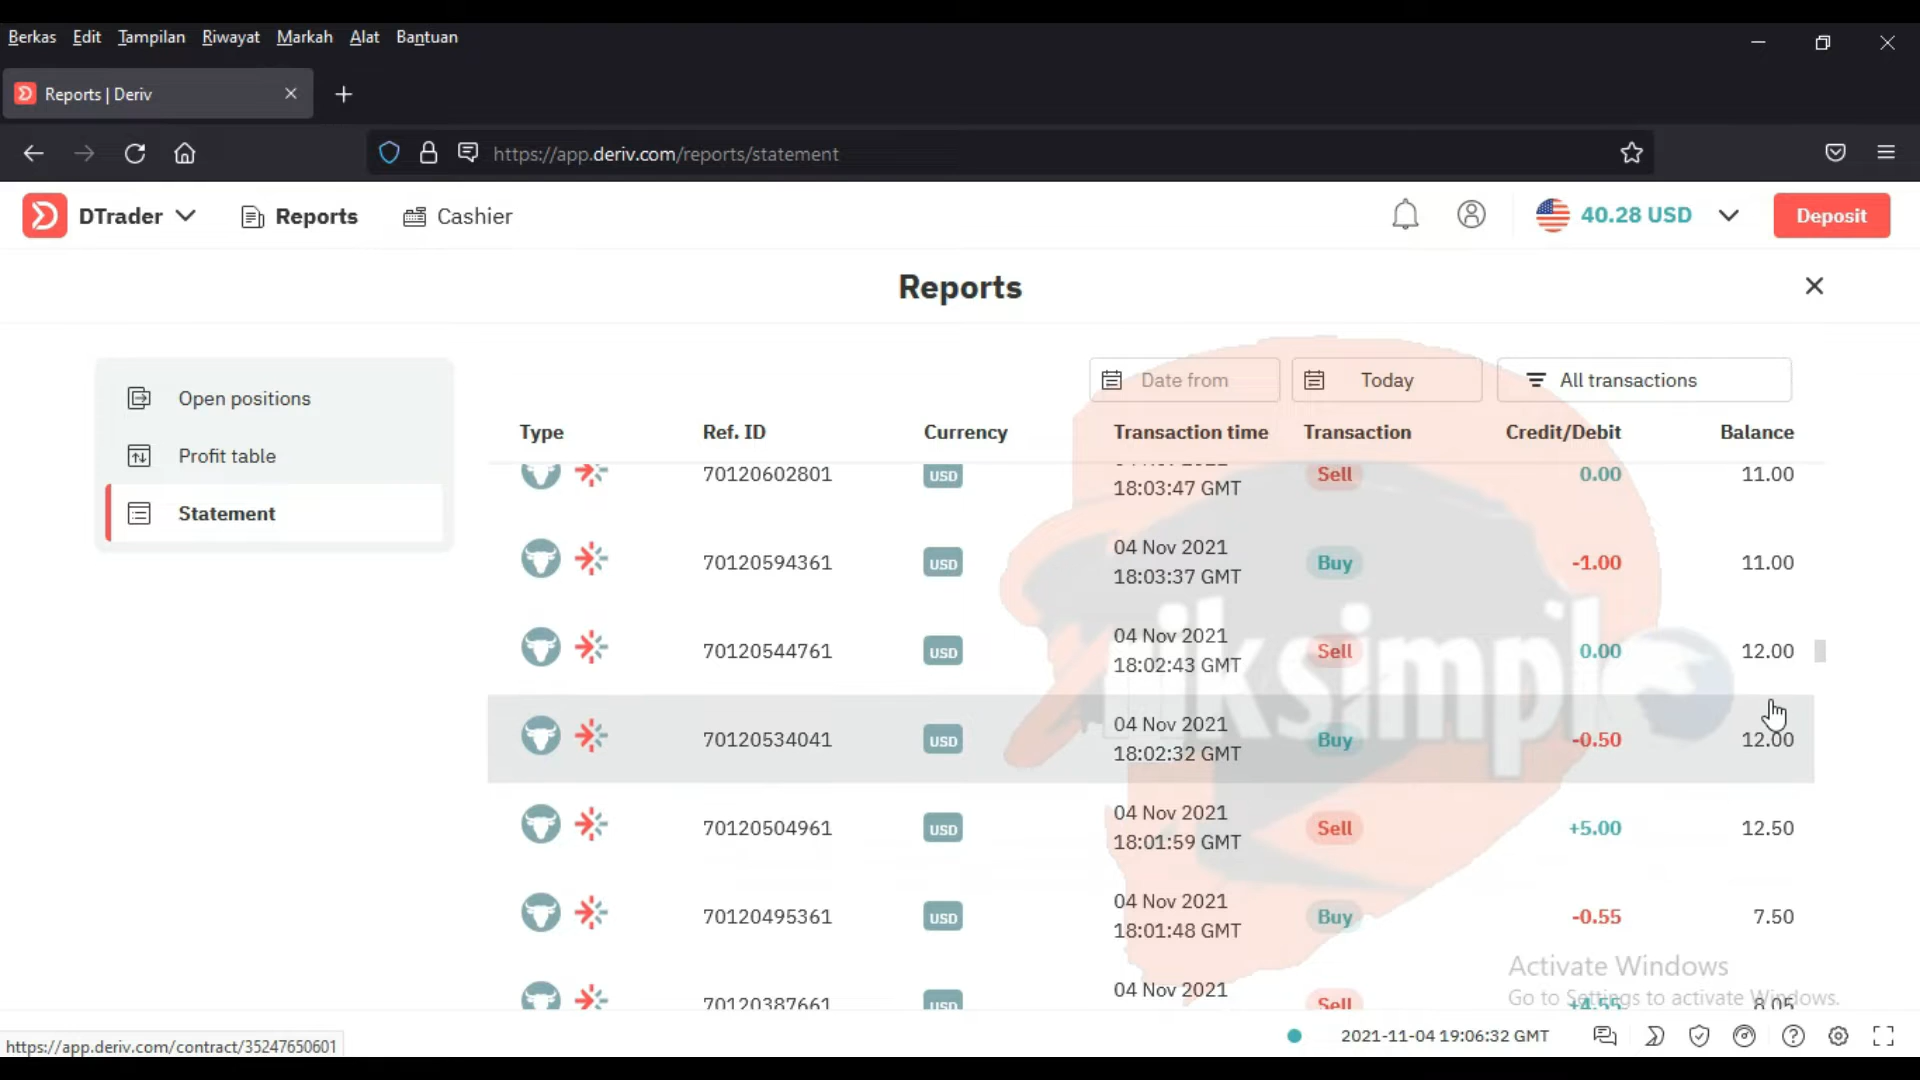 Berkas Edit Tampilan Riwayat Markah Alat Bantuan
Reports | Deriv
https://app.deriv.com/reports/statement
DTrader Reports Cashier 40.28 USD Deposit
Reports
Open positions
Profit table
Statement
Date from Today All transactions
Type Ref. ID Currency Transaction time Transaction Credit/Debit Balance
70120602801 USD 18:03:47 GMT Sell 0.00 11.00
70120594361 USD 04 Nov 2021 18:03:37 GMT Buy -1.00 11.00
70120544761 USD 04 Nov 2021 18:02:43 GMT Sell 0.00 12.00
70120534041 USD 04 Nov 2021 18:02:32 GMT Buy -0.50 12.00
70120504961 USD 04 Nov 2021 18:01:59 GMT Sell +5.00 12.50
70120495361 USD 04 Nov 2021 18:01:48 GMT Buy -0.55 7.50
70120387661 USD 04 Nov 2021 Sell +4.55 8.05
Activate Windows
Go to Settings to activate Windows.
https://app.deriv.com/contract/35247650601
2021-11-04 19:06:32 GMT